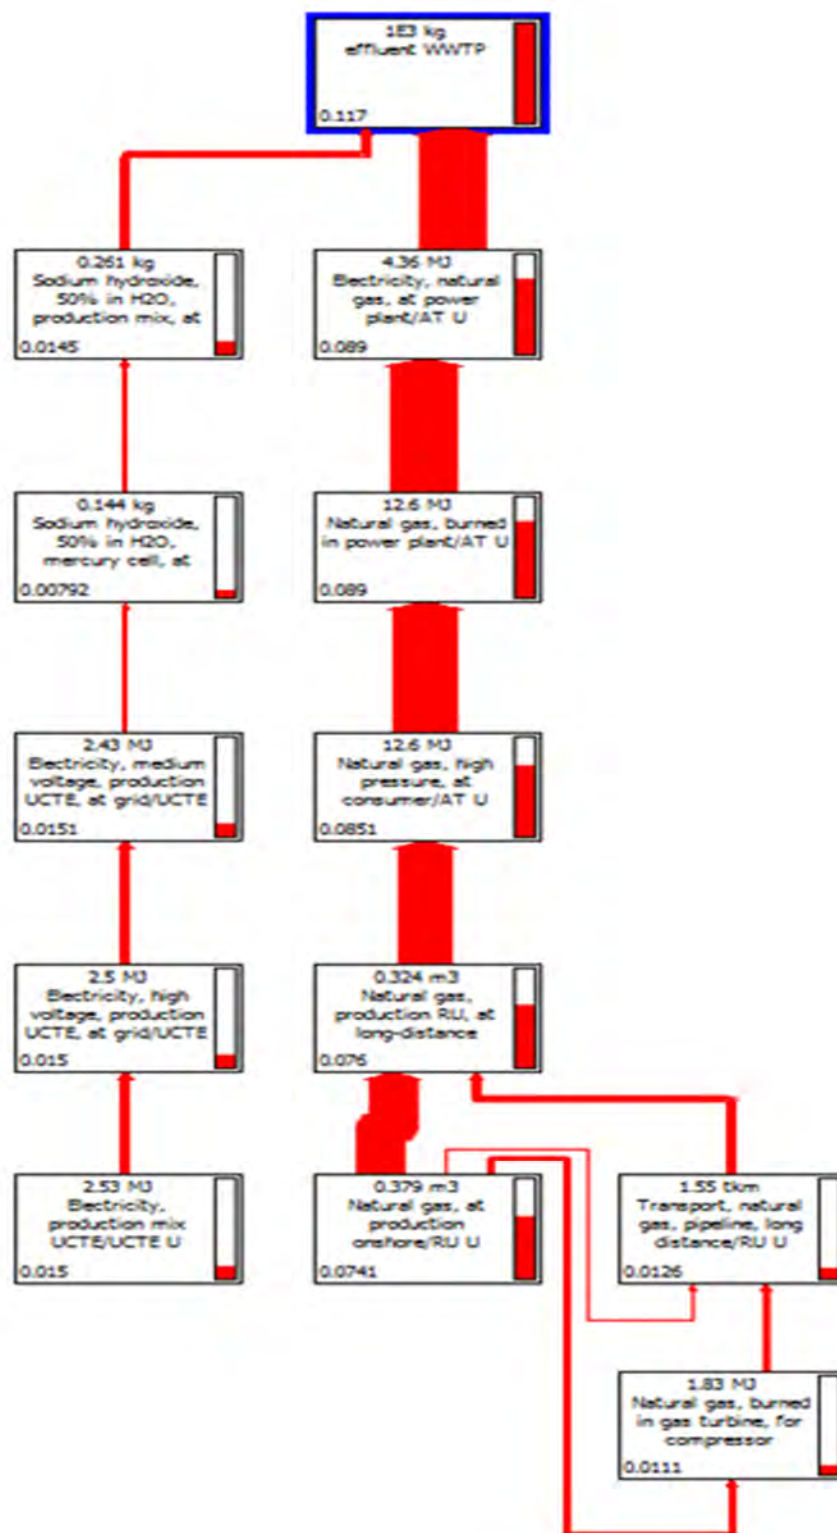 1E3 kg
effluent WWTP
0.117
0.261 kg
Sodium hydroxide,
50% in H2O,
production mix, at
0.0145
4.36 MJ
Electricity, natural
gas, at power
plant/AT U
0.089
0.144 kg
Sodium hydroxide,
50% in H2O,
mercury cell, at
0.00792
12.6 MJ
Natural gas, burned
in power plant/AT U
0.089
2.43 MJ
Electricity, medium
voltage, production
UCTE, at grid/UCTE
0.0151
12.6 MJ
Natural gas, high
pressure, at
consumer/AT U
0.0851
2.5 MJ
Electricity, high
voltage, production
UCTE, at grid/UCTE
0.015
0.324 m3
Natural gas,
production RU, at
long-distance
0.076
2.53 MJ
Electricity,
production mix
UCTE/UCTE U
0.015
0.379 m3
Natural gas, at
production
onshore/RU U
0.0741
1.55 tkm
Transport, natural
gas, pipeline, long
distance/RU U
0.0126
1.83 MJ
Natural gas, burned
in gas turbine, for
compressor
0.0111